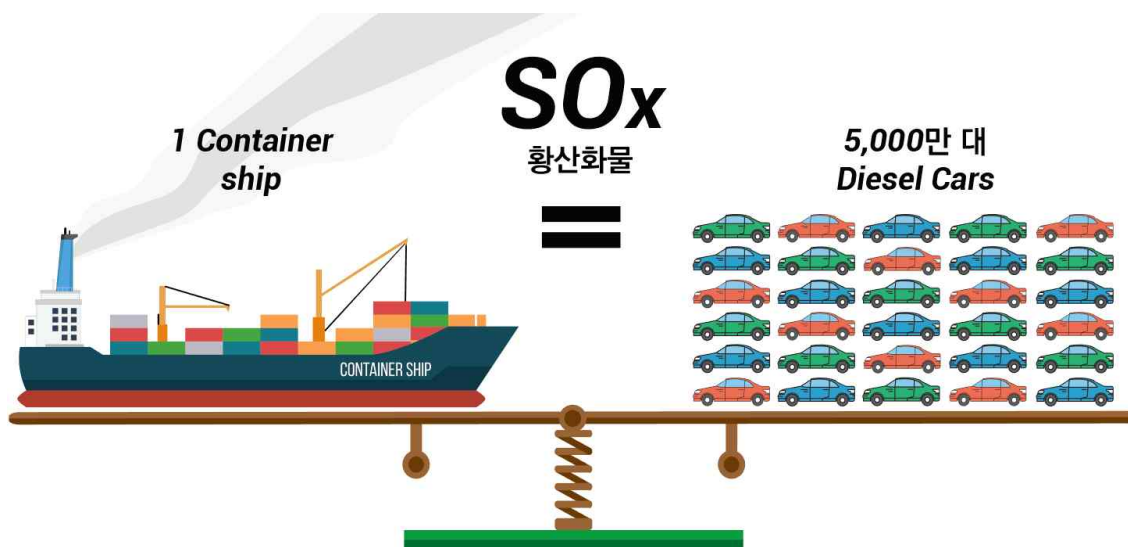 1 Container
ship
SOx
황산화물
5,000만 대
Diesel Cars
CONTAINER SHIP